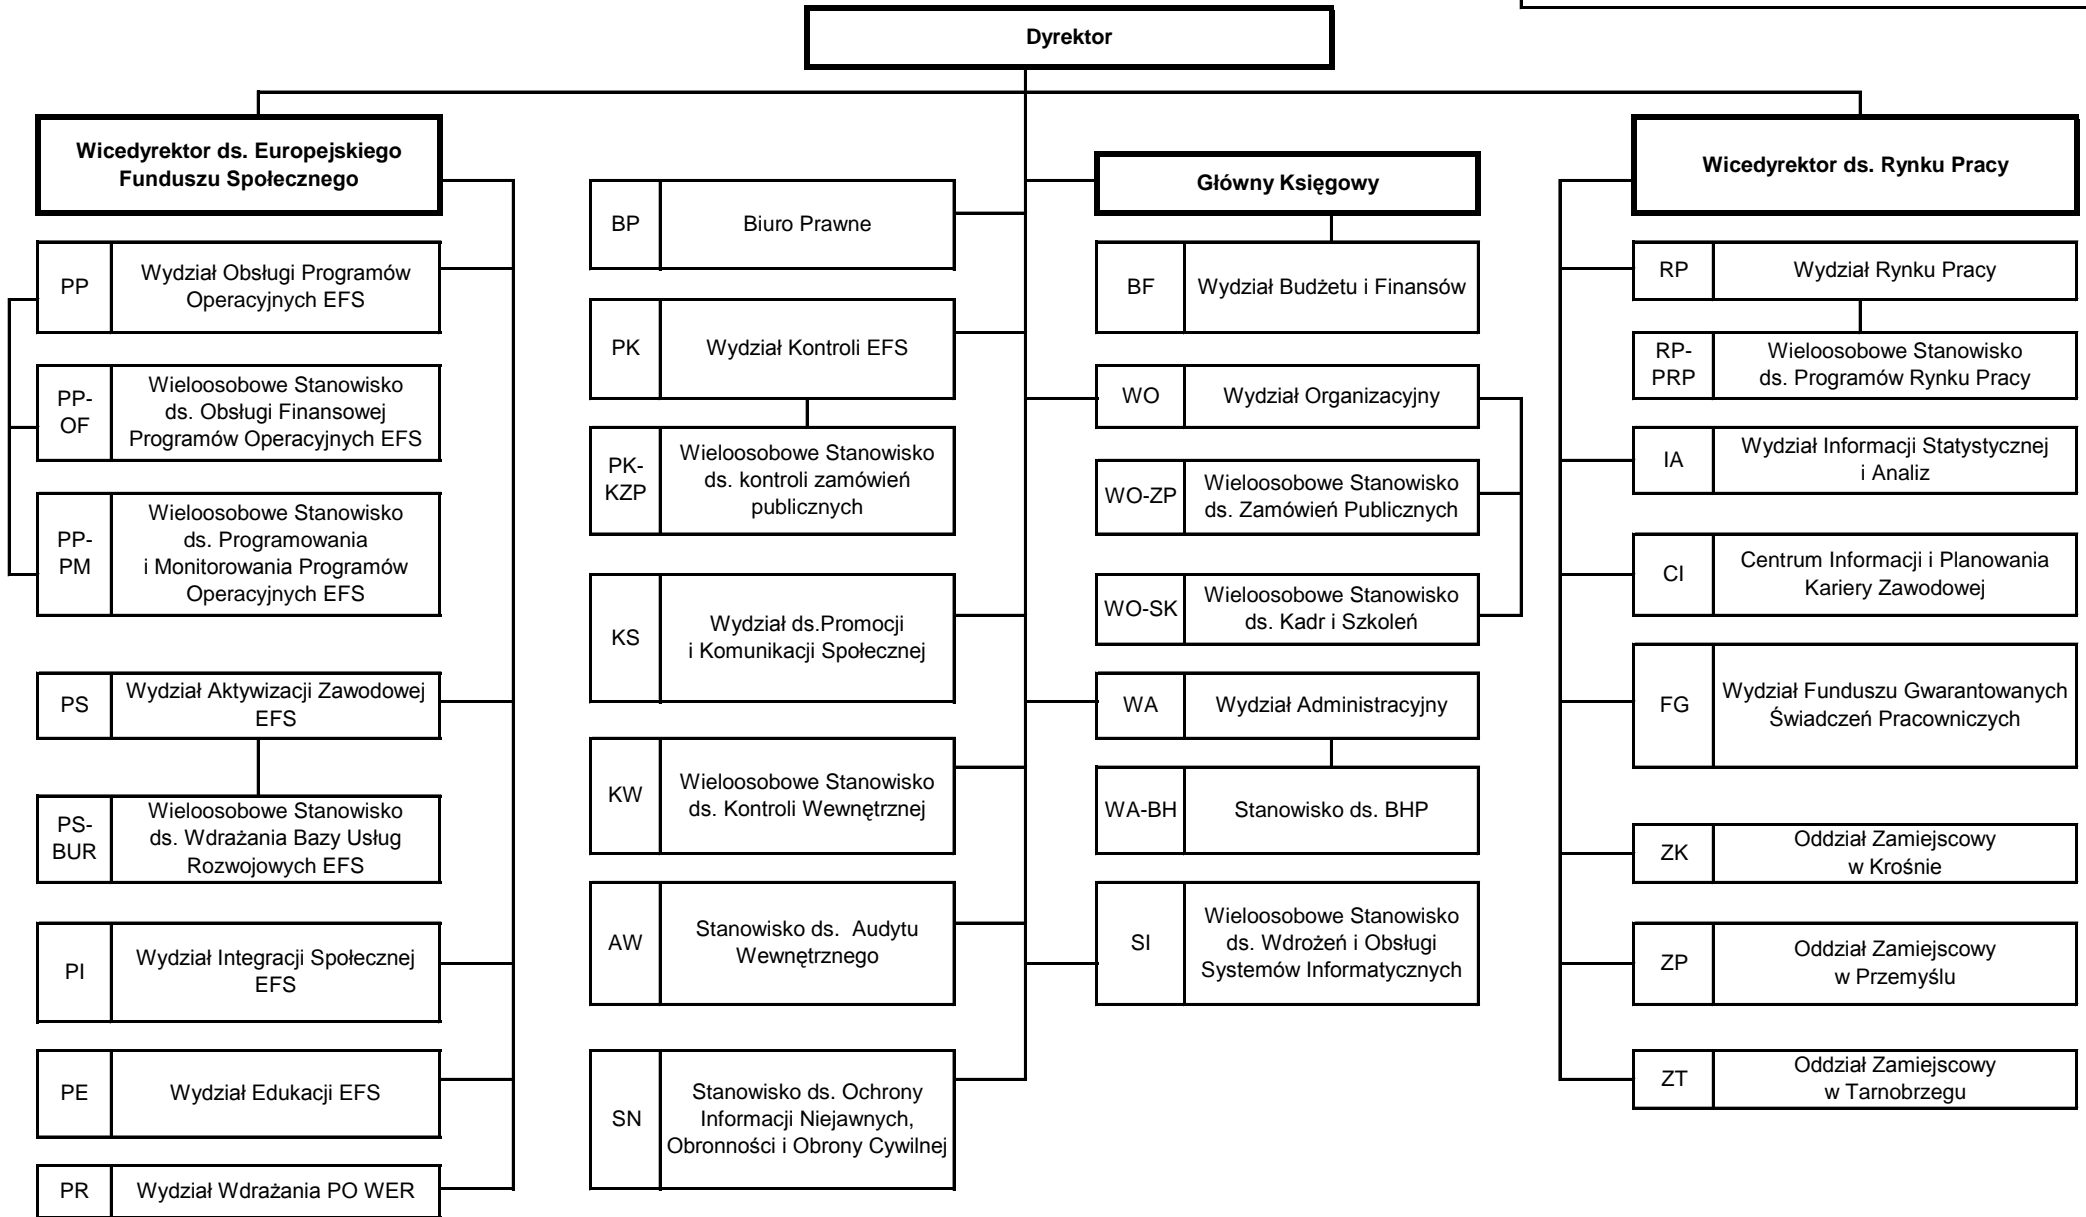 Dyrektor
Wicedyrektor ds. Europejskiego
Funduszu Społecznego
PP
Wydział Obsługi Programów
Operacyjnych EFS
PP-
OF
Wieloosobowe Stanowisko
ds. Obsługi Finansowej
Programów Operacyjnych EFS
PP-
PM
Wieloosobowe Stanowisko
ds. Programowania
i Monitorowania Programów
Operacyjnych EFS
PS
Wydział Aktywizacji Zawodowej
EFS
PS-
BUR
Wieloosobowe Stanowisko
ds. Wdrażania Bazy Usług
Rozwojowych EFS
PI
Wydział Integracji Społecznej
EFS
PE
Wydział Edukacji EFS
PR
Wydział Wdrażania PO WER
BP
Biuro Prawne
PK
Wydział Kontroli EFS
PK-
KZP
Wieloosobowe Stanowisko
ds. kontroli zamówień
publicznych
KS
Wydział ds.Promocji
i Komunikacji Społecznej
KW
Wieloosobowe Stanowisko
ds. Kontroli Wewnętrznej
AW
Stanowisko ds.  Audytu
Wewnętrznego
SN
Stanowisko ds. Ochrony
Informacji Niejawnych,
Obronności i Obrony Cywilnej
Główny Księgowy
BF
Wydział Budżetu i Finansów
WO
Wydział Organizacyjny
WO-ZP
Wieloosobowe Stanowisko
ds. Zamówień Publicznych
WO-SK
Wieloosobowe Stanowisko
ds. Kadr i Szkoleń
WA
Wydział Administracyjny
WA-BH
Stanowisko ds. BHP
SI
Wieloosobowe Stanowisko
ds. Wdrożeń i Obsługi
Systemów Informatycznych
Wicedyrektor ds. Rynku Pracy
RP
Wydział Rynku Pracy
RP-
PRP
Wieloosobowe Stanowisko
ds. Programów Rynku Pracy
IA
Wydział Informacji Statystycznej
i Analiz
CI
Centrum Informacji i Planowania
Kariery Zawodowej
FG
Wydział Funduszu Gwarantowanych
Świadczeń Pracowniczych
ZK
Oddział Zamiejscowy
w Krośnie
ZP
Oddział Zamiejscowy
w Przemyślu
ZT
Oddział Zamiejscowy
w Tarnobrzegu